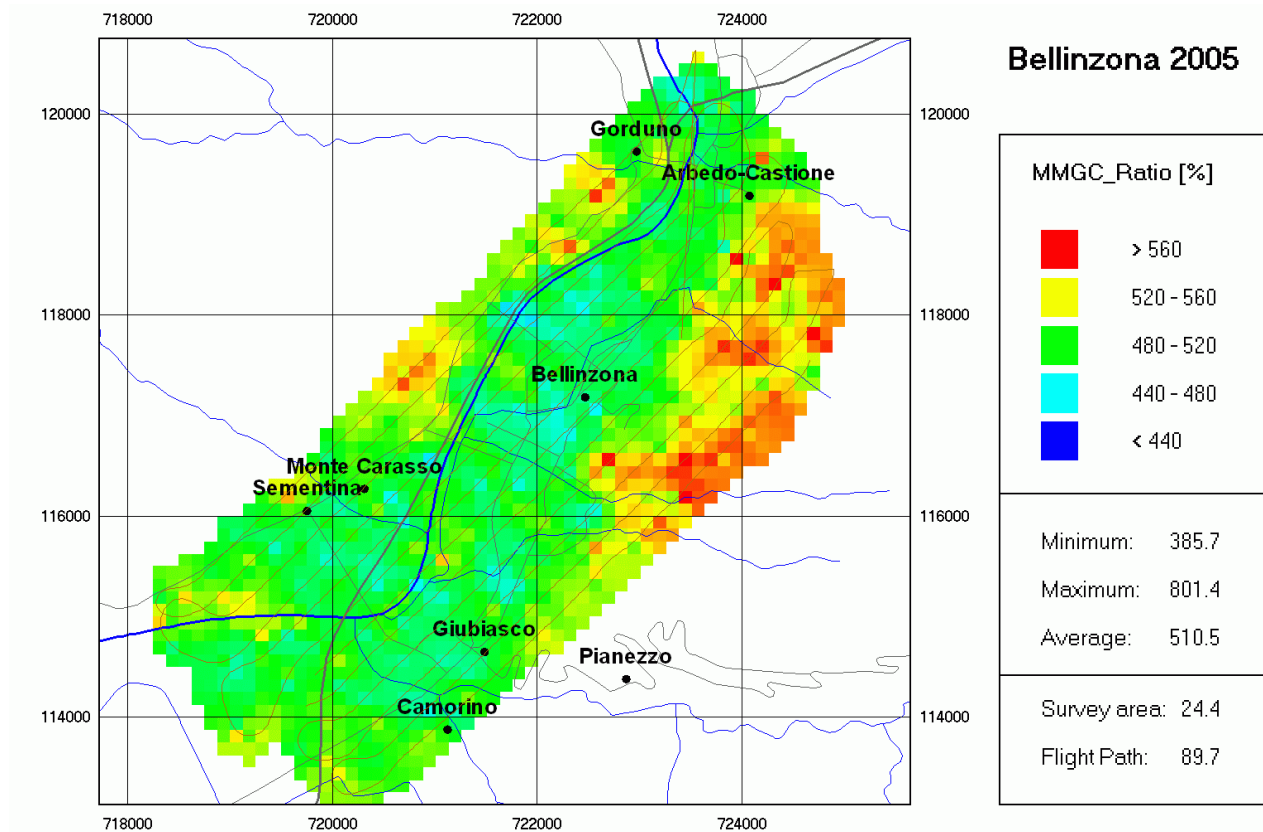 718000 720000 722000 724000
Bellinzona 2005
120000 120000
Gorduno
Arbedo-Castione
MMGC_Ratio [%]
> 560
520 - 560
480 - 520
440 - 480
< 440
118000 118000
Bellinzona
Monte Carasso
Sementina
116000 116000
Minimum: 385.7
Maximum: 801.4
Average: 510.5
Giubiasco
Pianezzo
Camorino
114000 114000
Survey area: 24.4
Flight Path: 89.7
718000 720000 722000 724000